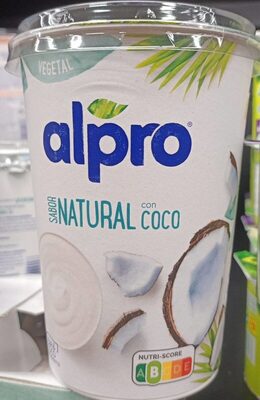 VEGETAL
alpro®
SABOR NATURAL con COCO
NUTRI-SCORE
A B C D E